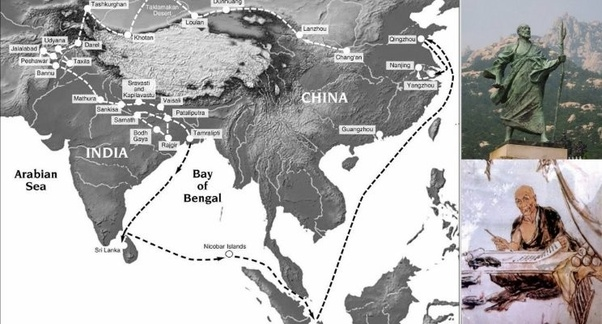 Tashkurghan
Taklamakan
Desert
Dunhuang
Loulan
Lanzhou
Qingzhou
Udyana
Jalalabad
Darel
Khotan
Chang'an
Peshawar
Taxila
Nanjing
Bannu
Yangzhou
Sravasti
and
Kapilavastu
CHINA
Mathura
Vaisali
Sankisa
Pataliputra
Sarnath
Guangzhou
Bodh
Gaya
Tamralipti
Rajgir
INDIA
Arabian
Sea
Bay
of
Bengal
Sri Lanka
Nicobar Islands